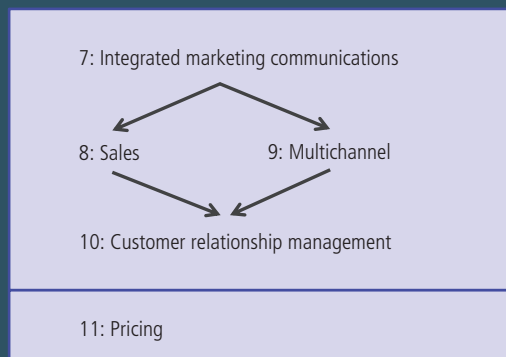 7: Integrated marketing communications
8: Sales
9: Multichannel
10: Customer relationship management
11: Pricing